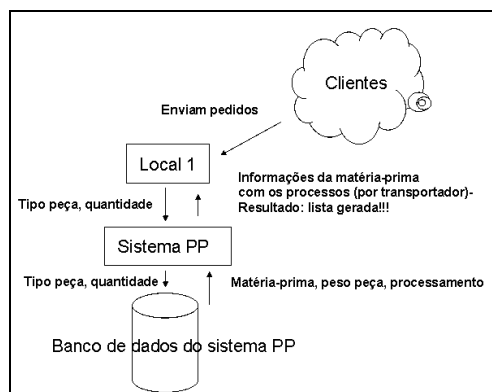 Clientes
Enviam pedidos
Local 1
Informações da matéria-prima
com os processos (por transportador)-
Resultado: lista gerada!!!
Tipo peça, quantidade
Sistema PP
Tipo peça, quantidade
Matéria-prima, peso peça, processamento
Banco de dados do sistema PP